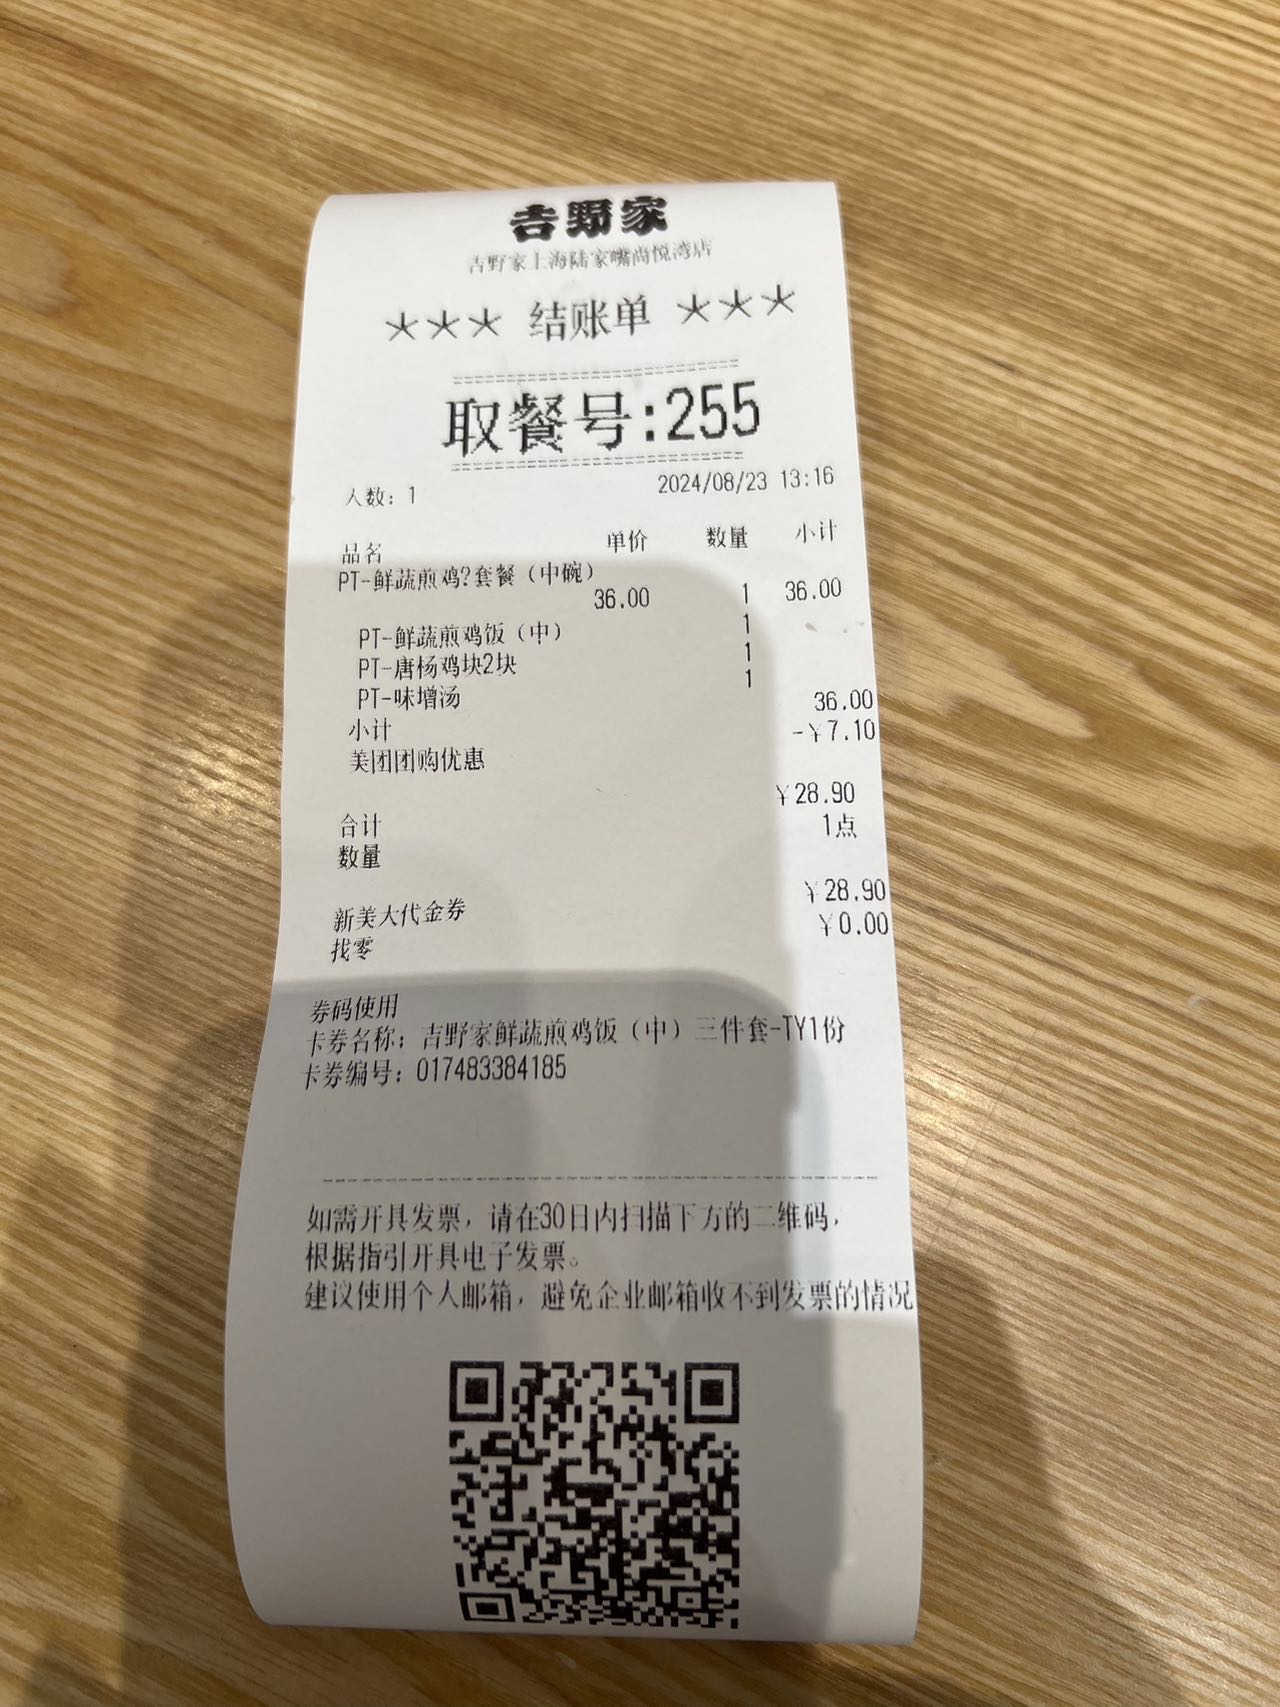 吉野家
吉野家上海陆家嘴尚悦湾店
*** 结账单 ***
取餐号:255
人数: 1 2024/08/23 13:16
品名 单价 数量 小计
PT-鲜蔬煎鸡?套餐（中碗）
36.00 1 36.00
PT-鲜蔬煎鸡饭（中） 1
PT-唐杨鸡块2块 1
PT-味增汤 1
小计 36.00
美团团购优惠 -¥7.10
合计 ¥28.90
数量 1点
新美大代金券 ¥28.90
找零 ¥0.00
券码使用
卡券名称: 吉野家鲜蔬煎鸡饭（中）三件套-TY1份
卡券编号: 017483384185
如需开具发票，请在30日内扫描下方的二维码，
根据指引开具电子发票。
建议使用个人邮箱，避免企业邮箱收不到发票的情况